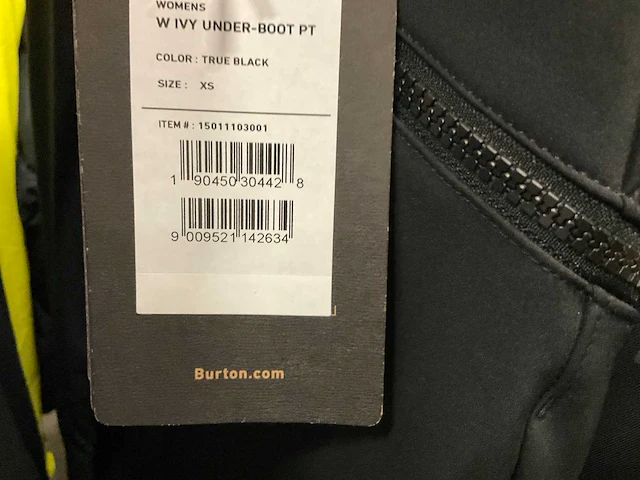 WOMENS
W IVY UNDER-BOOT PT
COLOR : TRUE BLACK
SIZE : XS
ITEM # : 15011103001
1 90450 30442 8
9 009521 142634
Burton.com